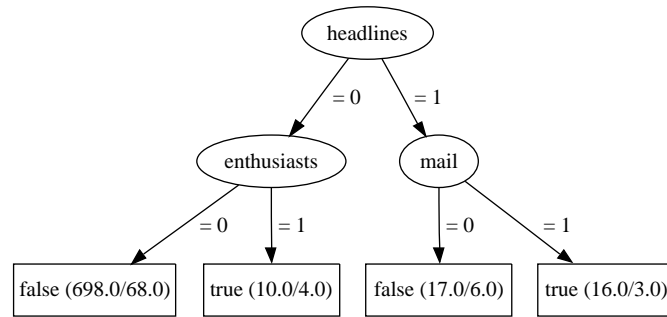 headlines
= 0
= 1
enthusiasts
mail
= 0
= 1
= 0
= 1
false (698.0/68.0)
true (10.0/4.0)
false (17.0/6.0)
true (16.0/3.0)